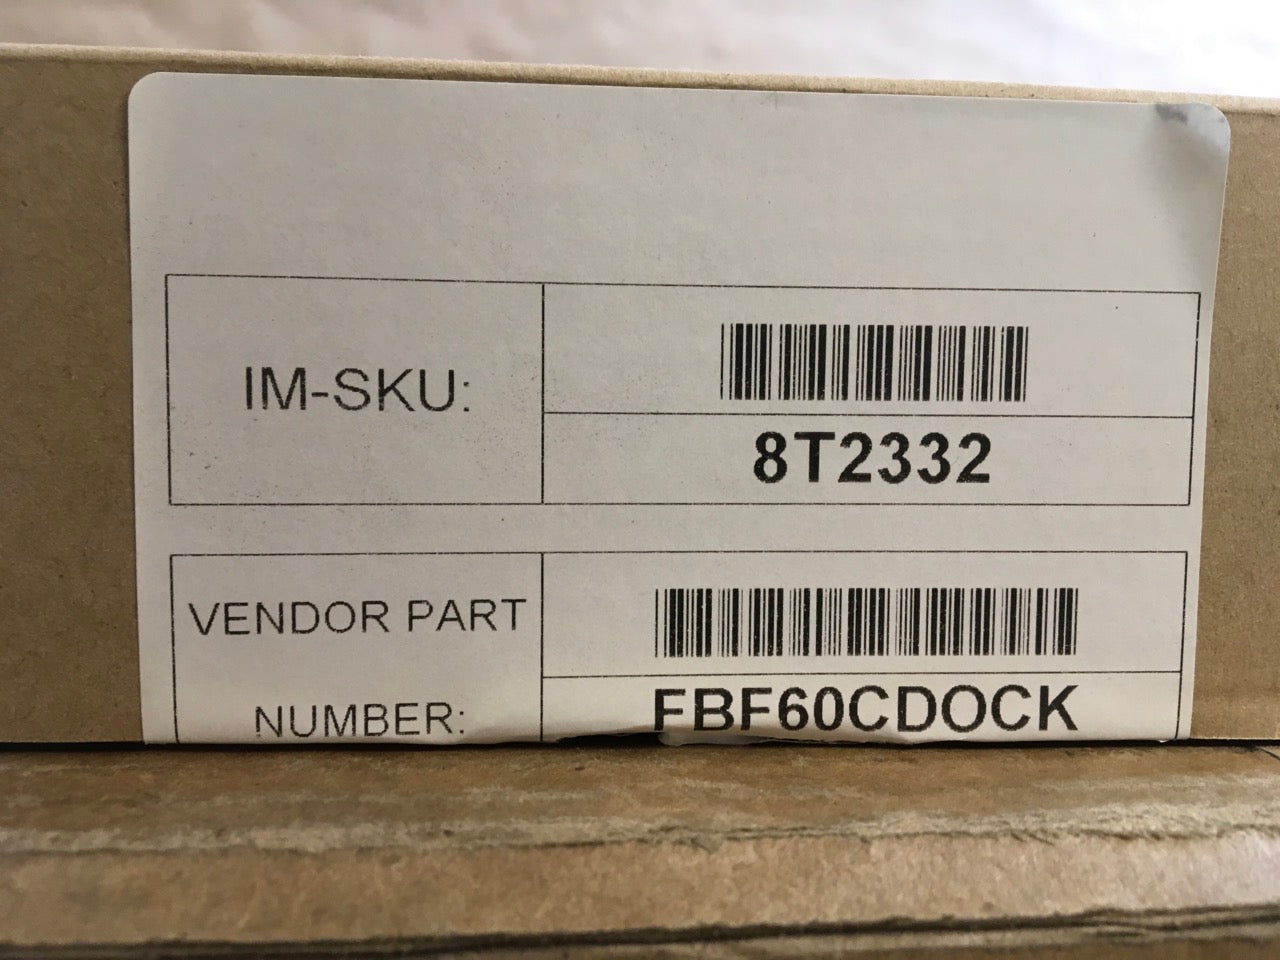 IM-SKU:
8T2332
VENDOR PART
NUMBER:
FBF60CDOCK